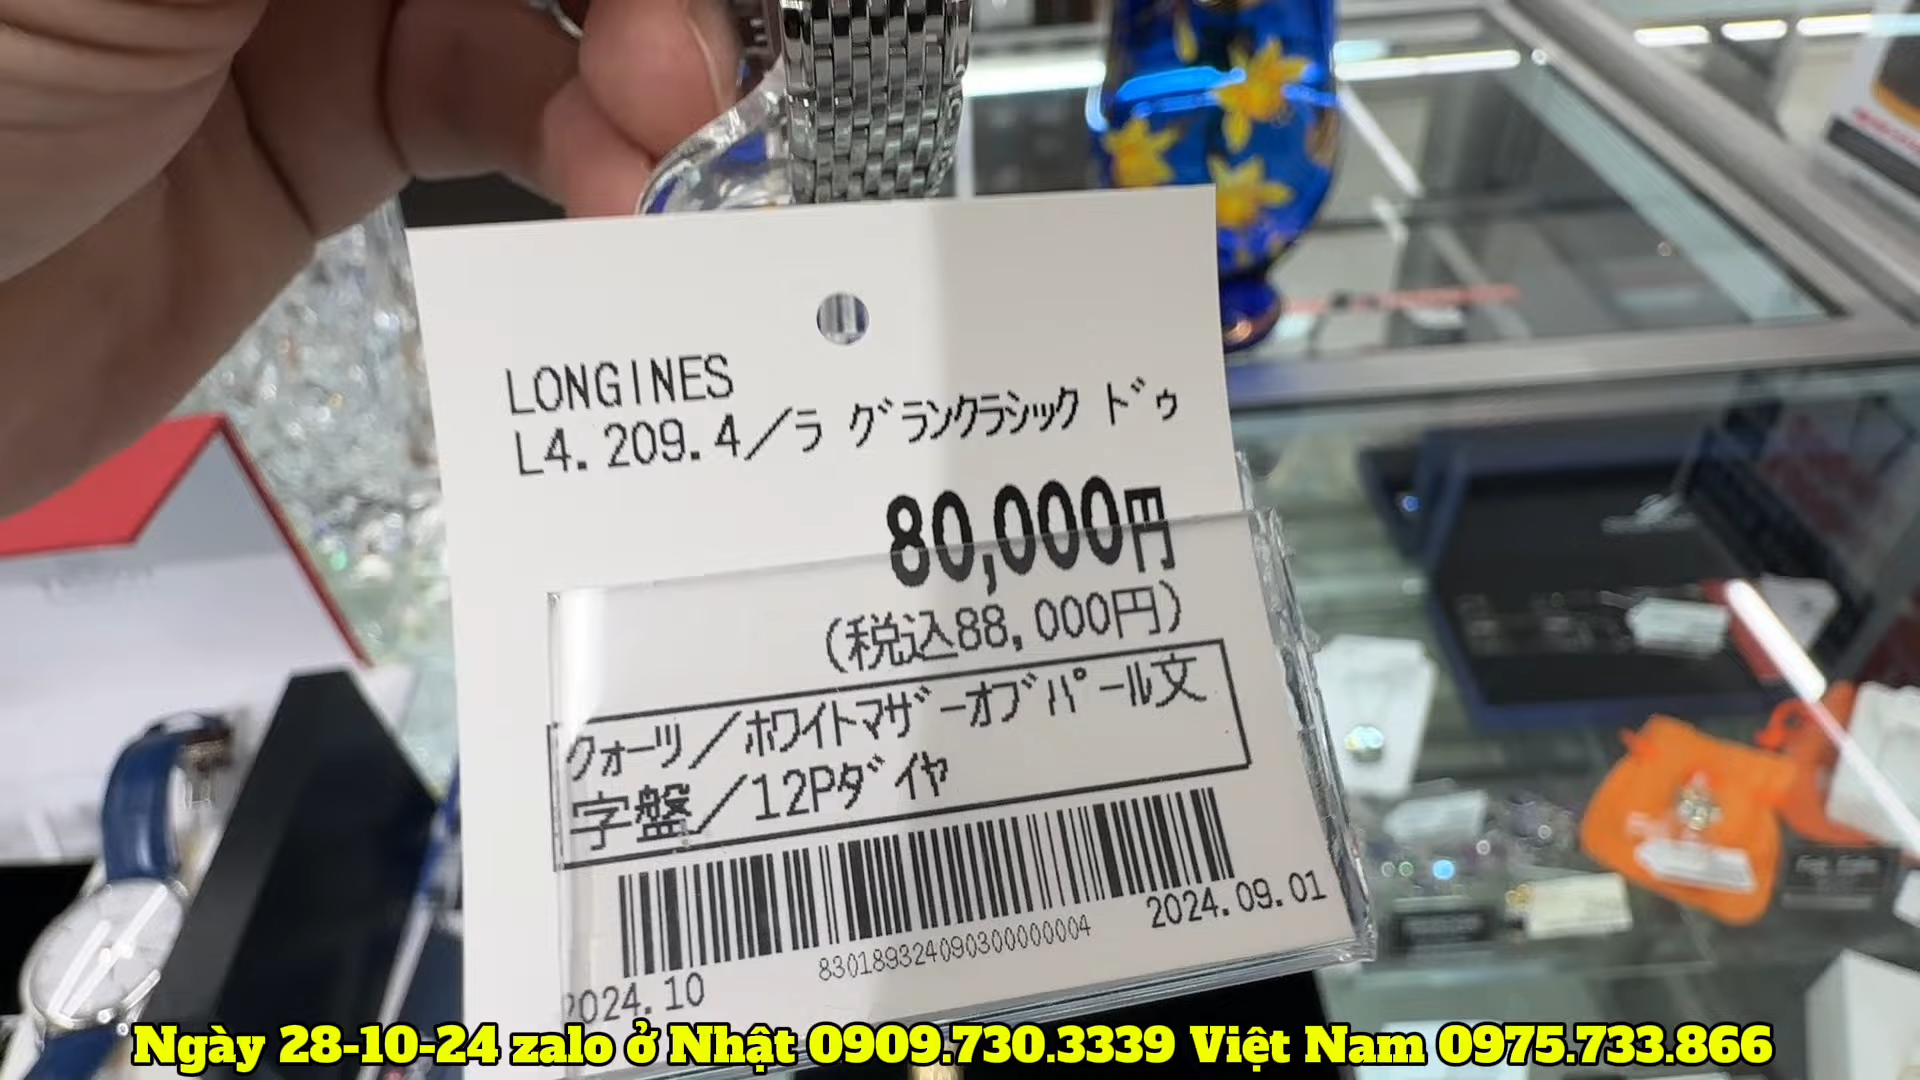 LONGINES
L4.209.4／ラ グランクラシック ドゥ
80,000円
(税込88,000円)
クォーツ／ホワイトマザーオブパール文
字盤／12Pダイヤ
2024.09.01
8301893240903000000004
2024.10
Ngày 28-10-24 zalo ở Nhật 0909.730.3339 Việt Nam 0975.733.866